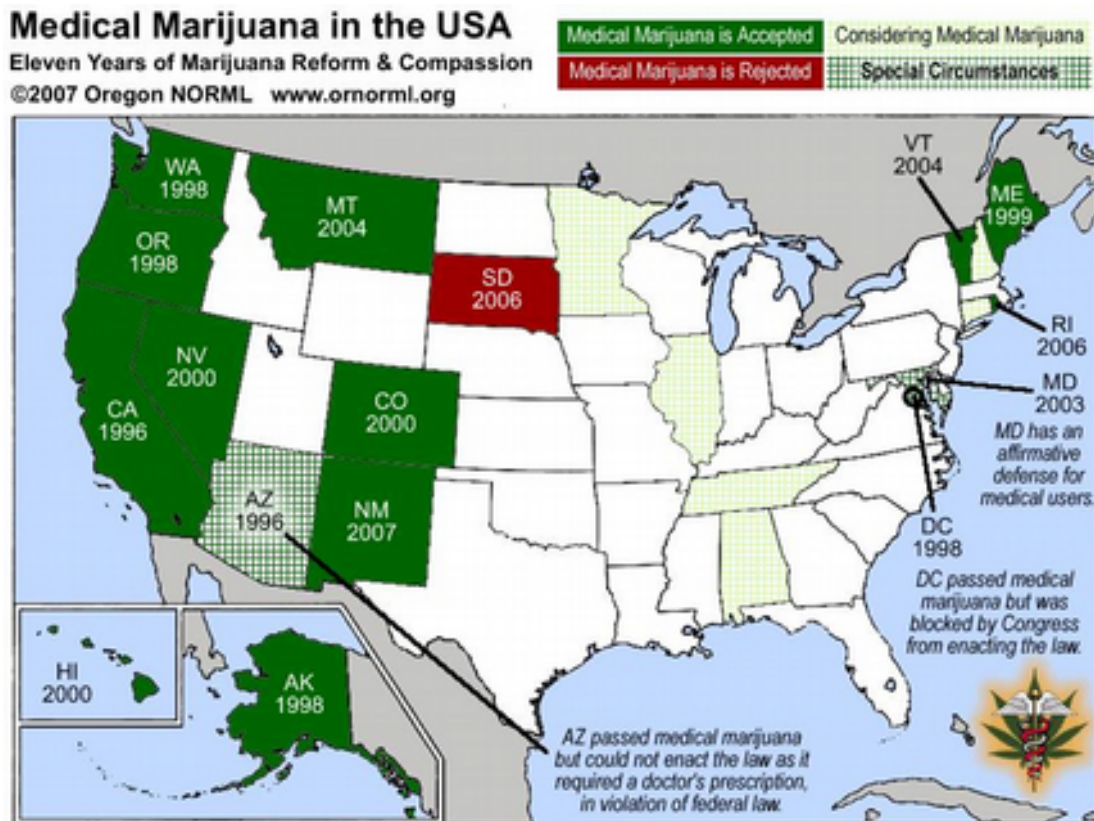 Medical Marijuana in the USA
Eleven Years of Marijuana Reform & Compassion
©2007 Oregon NORML www.ornorml.org
Medical Marijuana is Accepted
Considering Medical Marijuana
Medical Marijuana is Rejected
Special Circumstances
VT
2004
WA
1998
ME
1999
MT
2004
OR
1998
SD
2006
RI
2006
NV
2000
MD
2003
CO
2000
CA
1996
MD has an
affirmative
defense for
medical users.
AZ
1996
NM
2007
DC
1998
DC passed medical
marijuana but was
blocked by Congress
from enacting the law.
HI
2000
AK
1998
AZ passed medical marijuana
but could not enact the law as it
required a doctor's prescription,
in violation of federal law.